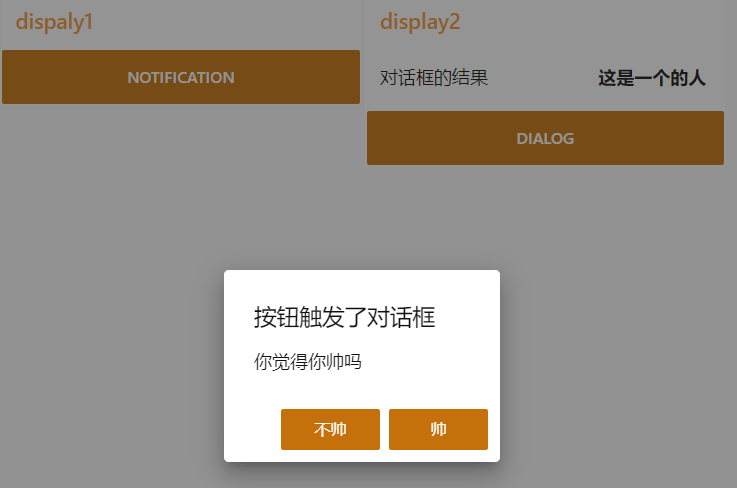 dispaly1
NOTIFICATION
display2
对话框的结果 这是一个的人
DIALOG
按钮触发了对话框
你觉得你帅吗
不帅 帅